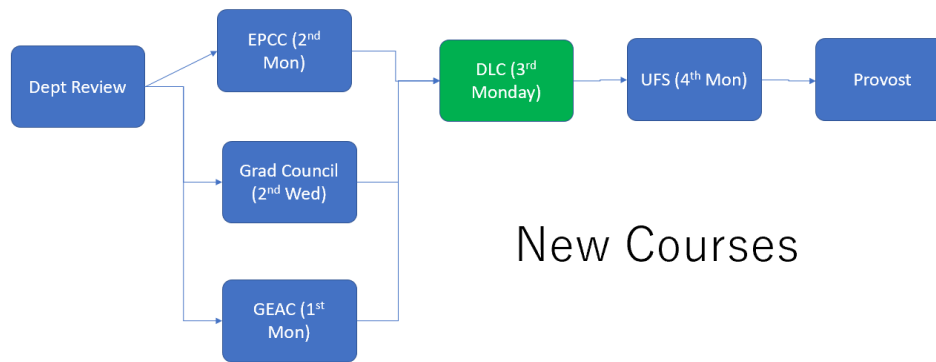 EPCC (2nd
Mon)
Dept Review
DLC (3rd
Monday)
UFS (4th Mon)
Provost
Grad Council
(2nd Wed)
New Courses
GEAC (1st
Mon)